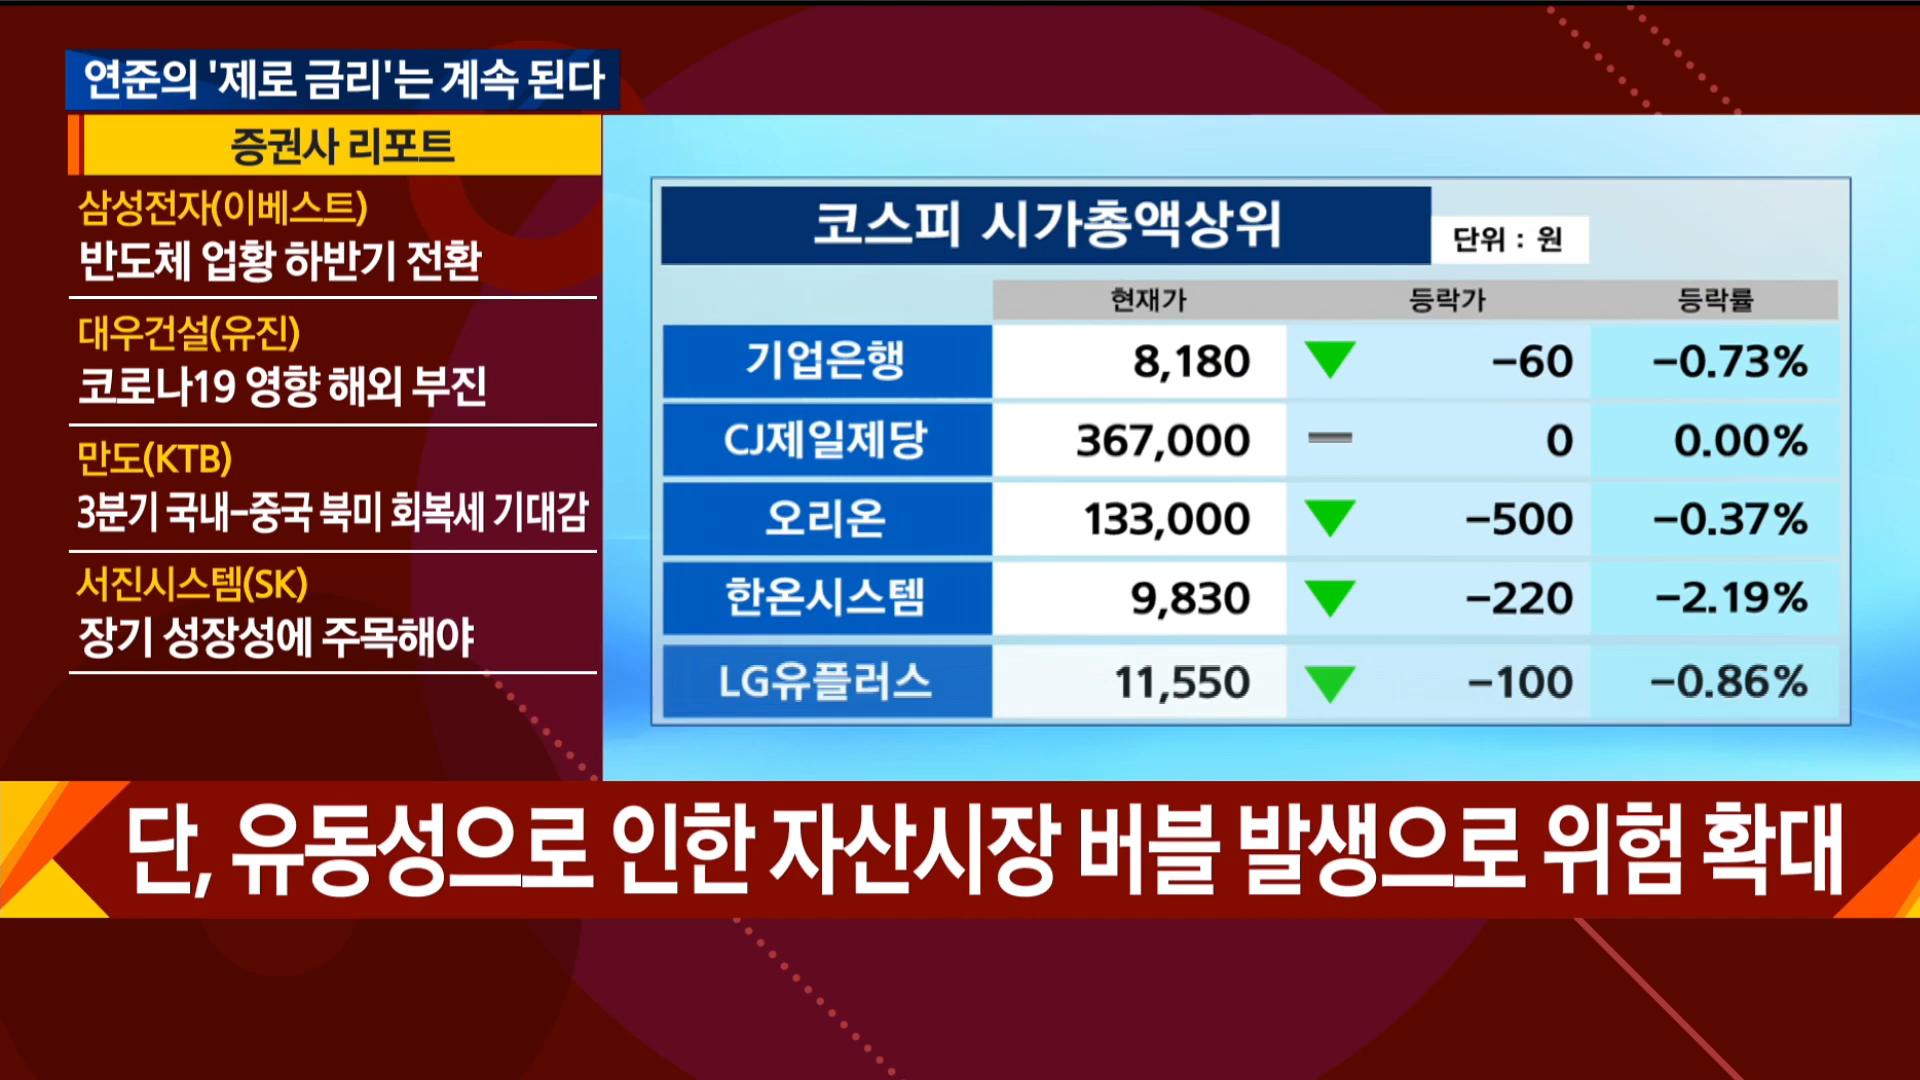 연준의 '제로 금리'는 계속 된다
증권사 리포트
삼성전자(이베스트)
반도체 업황 하반기 전환
대우건설(유진)
코로나19 영향 해외 부진
만도(KTB)
3분기 국내-중국 북미 회복세 기대감
서진시스템(SK)
장기 성장성에 주목해야
코스피 시가총액상위
단위 : 원
현재가 등락가 등락률
기업은행 8,180 ▼ -60 -0.73%
CJ제일제당 367,000 - 0 0.00%
오리온 133,000 ▼ -500 -0.37%
한온시스템 9,830 ▼ -220 -2.19%
LG유플러스 11,550 ▼ -100 -0.86%
단, 유동성으로 인한 자산시장 버블 발생으로 위험 확대